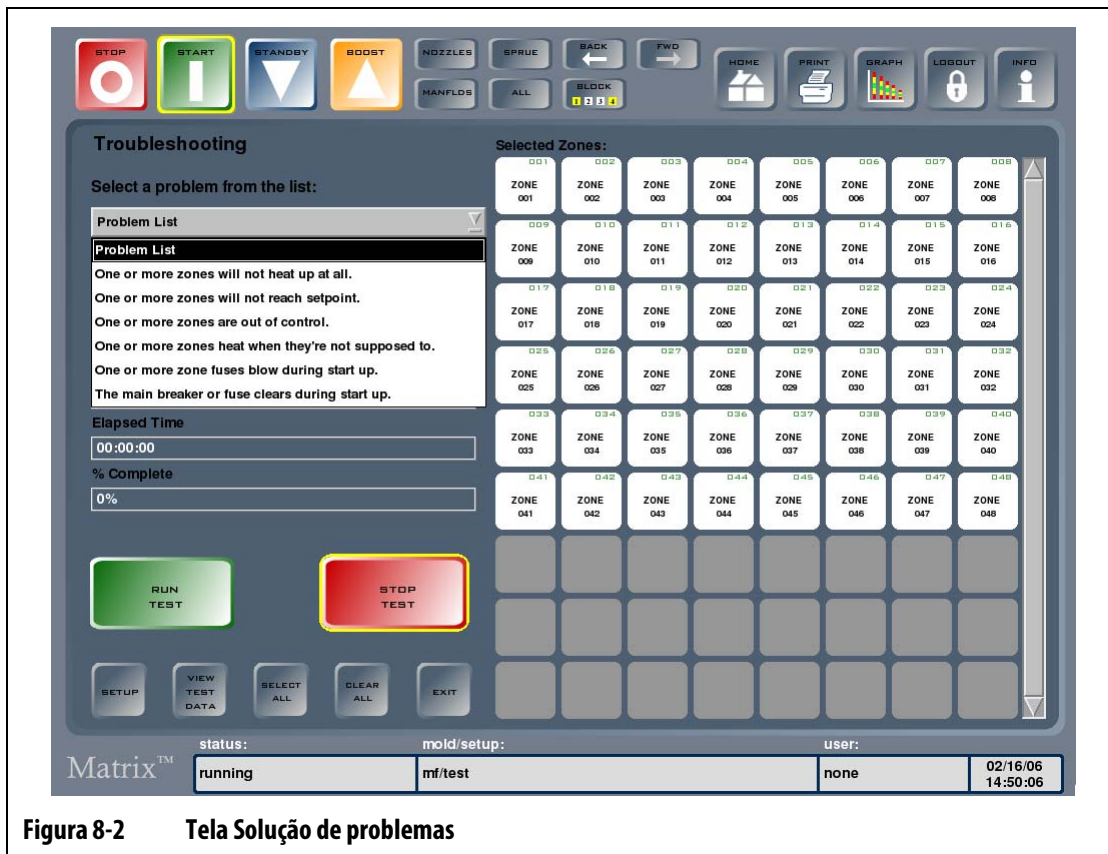 STOP START STANDBY BOOST NOZZLES SPRUE BACK FWD HOME PRINT GRAPH LOGOUT INFO
MANFLDS ALL BLOCK
1 2 3 4
Troubleshooting
Selected Zones:
Select a problem from the list:
Problem List
Problem List
One or more zones will not heat up at all.
One or more zones will not reach setpoint.
One or more zones are out of control.
One or more zones heat when they're not supposed to.
One or more zone fuses blow during start up.
The main breaker or fuse clears during start up.
Elapsed Time
00:00:00
% Complete
0%
RUN TEST
STOP TEST
SETUP
VIEW TEST DATA
SELECT ALL
CLEAR ALL
EXIT
001 002 003 004 005 006 007 008
ZONE ZONE ZONE ZONE ZONE ZONE ZONE ZONE
001 002 003 004 005 006 007 008
009 010 011 012 013 014 015 016
ZONE ZONE ZONE ZONE ZONE ZONE ZONE ZONE
009 010 011 012 013 014 015 016
017 018 019 020 021 022 023 024
ZONE ZONE ZONE ZONE ZONE ZONE ZONE ZONE
017 018 019 020 021 022 023 024
025 026 027 028 029 030 031 032
ZONE ZONE ZONE ZONE ZONE ZONE ZONE ZONE
025 026 027 028 029 030 031 032
033 034 035 036 037 038 039 040
ZONE ZONE ZONE ZONE ZONE ZONE ZONE ZONE
033 034 035 036 037 038 039 040
041 042 043 044 045 046 047 048
ZONE ZONE ZONE ZONE ZONE ZONE ZONE ZONE
041 042 043 044 045 046 047 048
Matrix™
status:
running
mold/setup:
mf/test
user:
none
02/16/06
14:50:06
Figura 8-2 Tela Solução de problemas